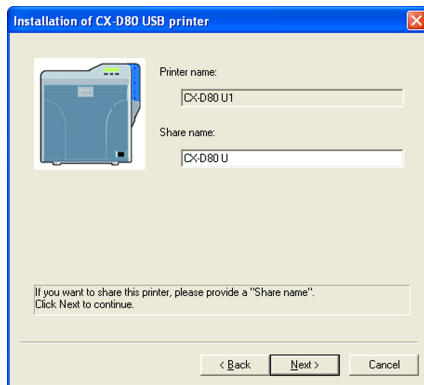 Installation of CX-D80 USB printer
Printer name:
CX-D80 U1
Share name:
CX-D80 U
If you want to share this printer, please provide a "Share name".
Click Next to continue.
< Back
Next >
Cancel